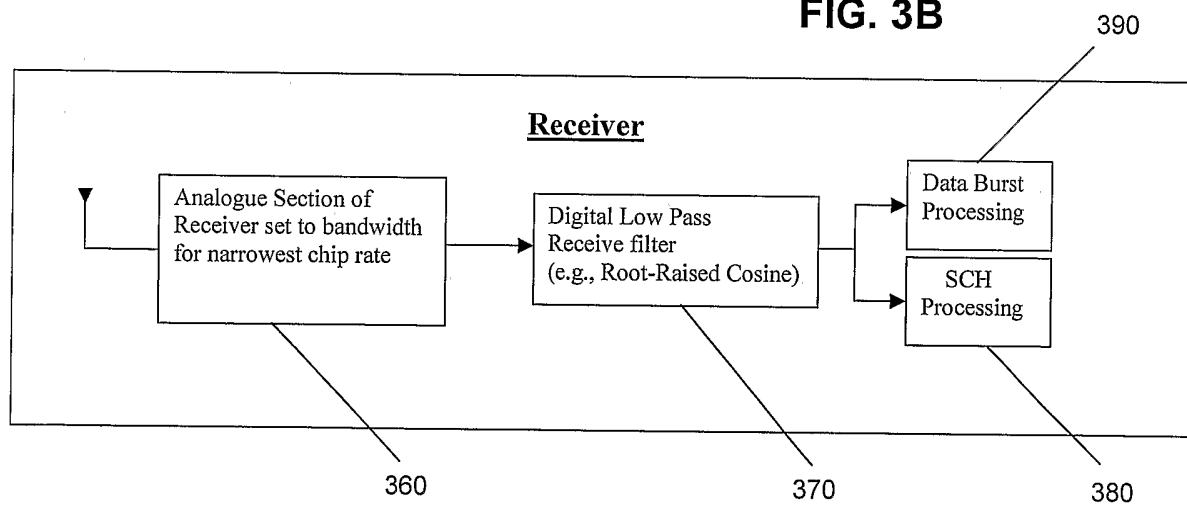 FIG. 3B
390
Receiver
Analogue Section of
Receiver set to bandwidth
for narrowest chip rate
Digital Low Pass
Receive filter
(e.g., Root-Raised Cosine)
Data Burst
Processing
SCH
Processing
360
370
380